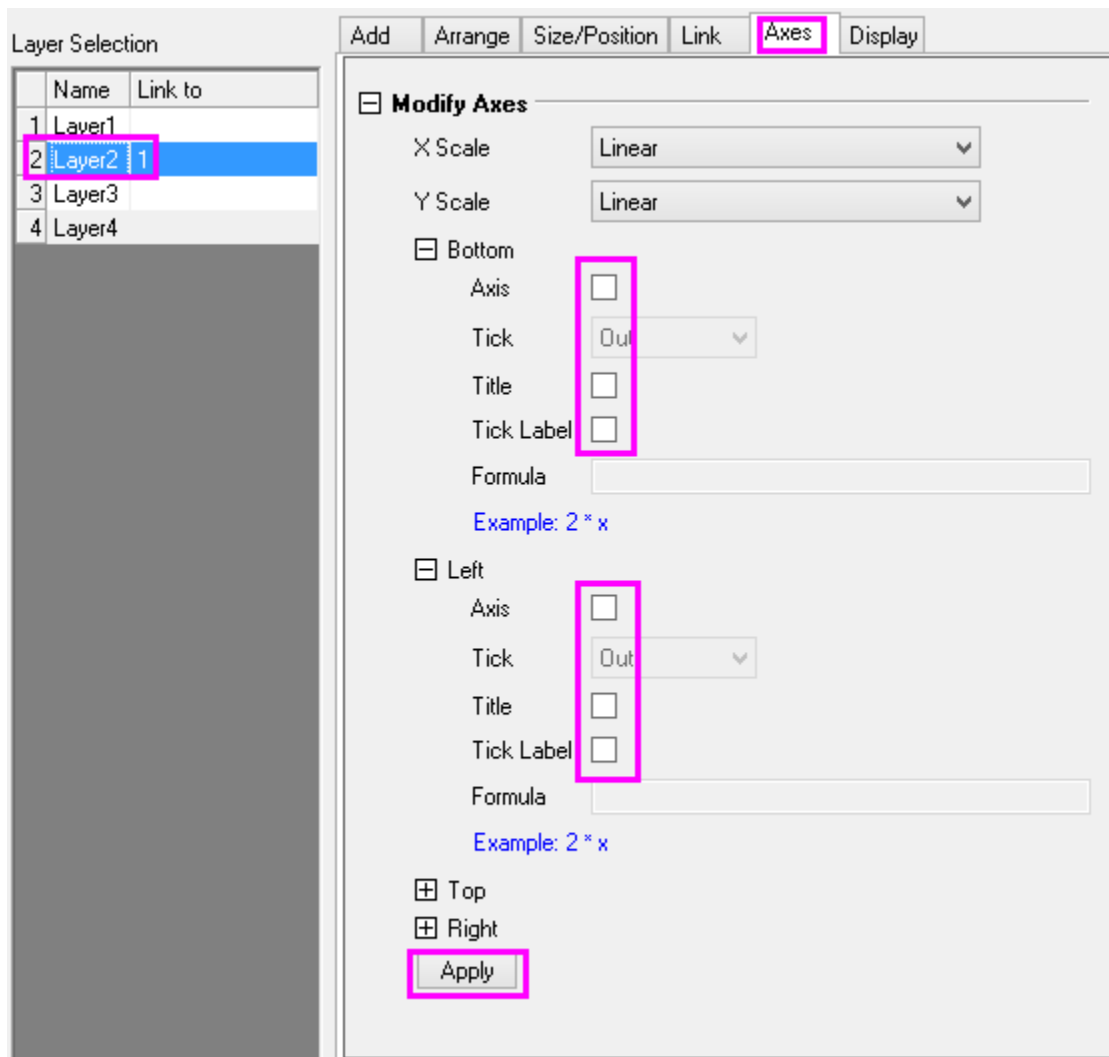 Layer Selection
Name Link to
1 Layer1
2 Layer2 1
3 Layer3
4 Layer4
Add Arrange Size/Position Link Axes Display
Modify Axes
X Scale Linear
Y Scale Linear
Bottom
Axis
Tick Out
Title
Tick Label
Formula
Example: 2 * x
Left
Axis
Tick Out
Title
Tick Label
Formula
Example: 2 * x
Top
Right
Apply